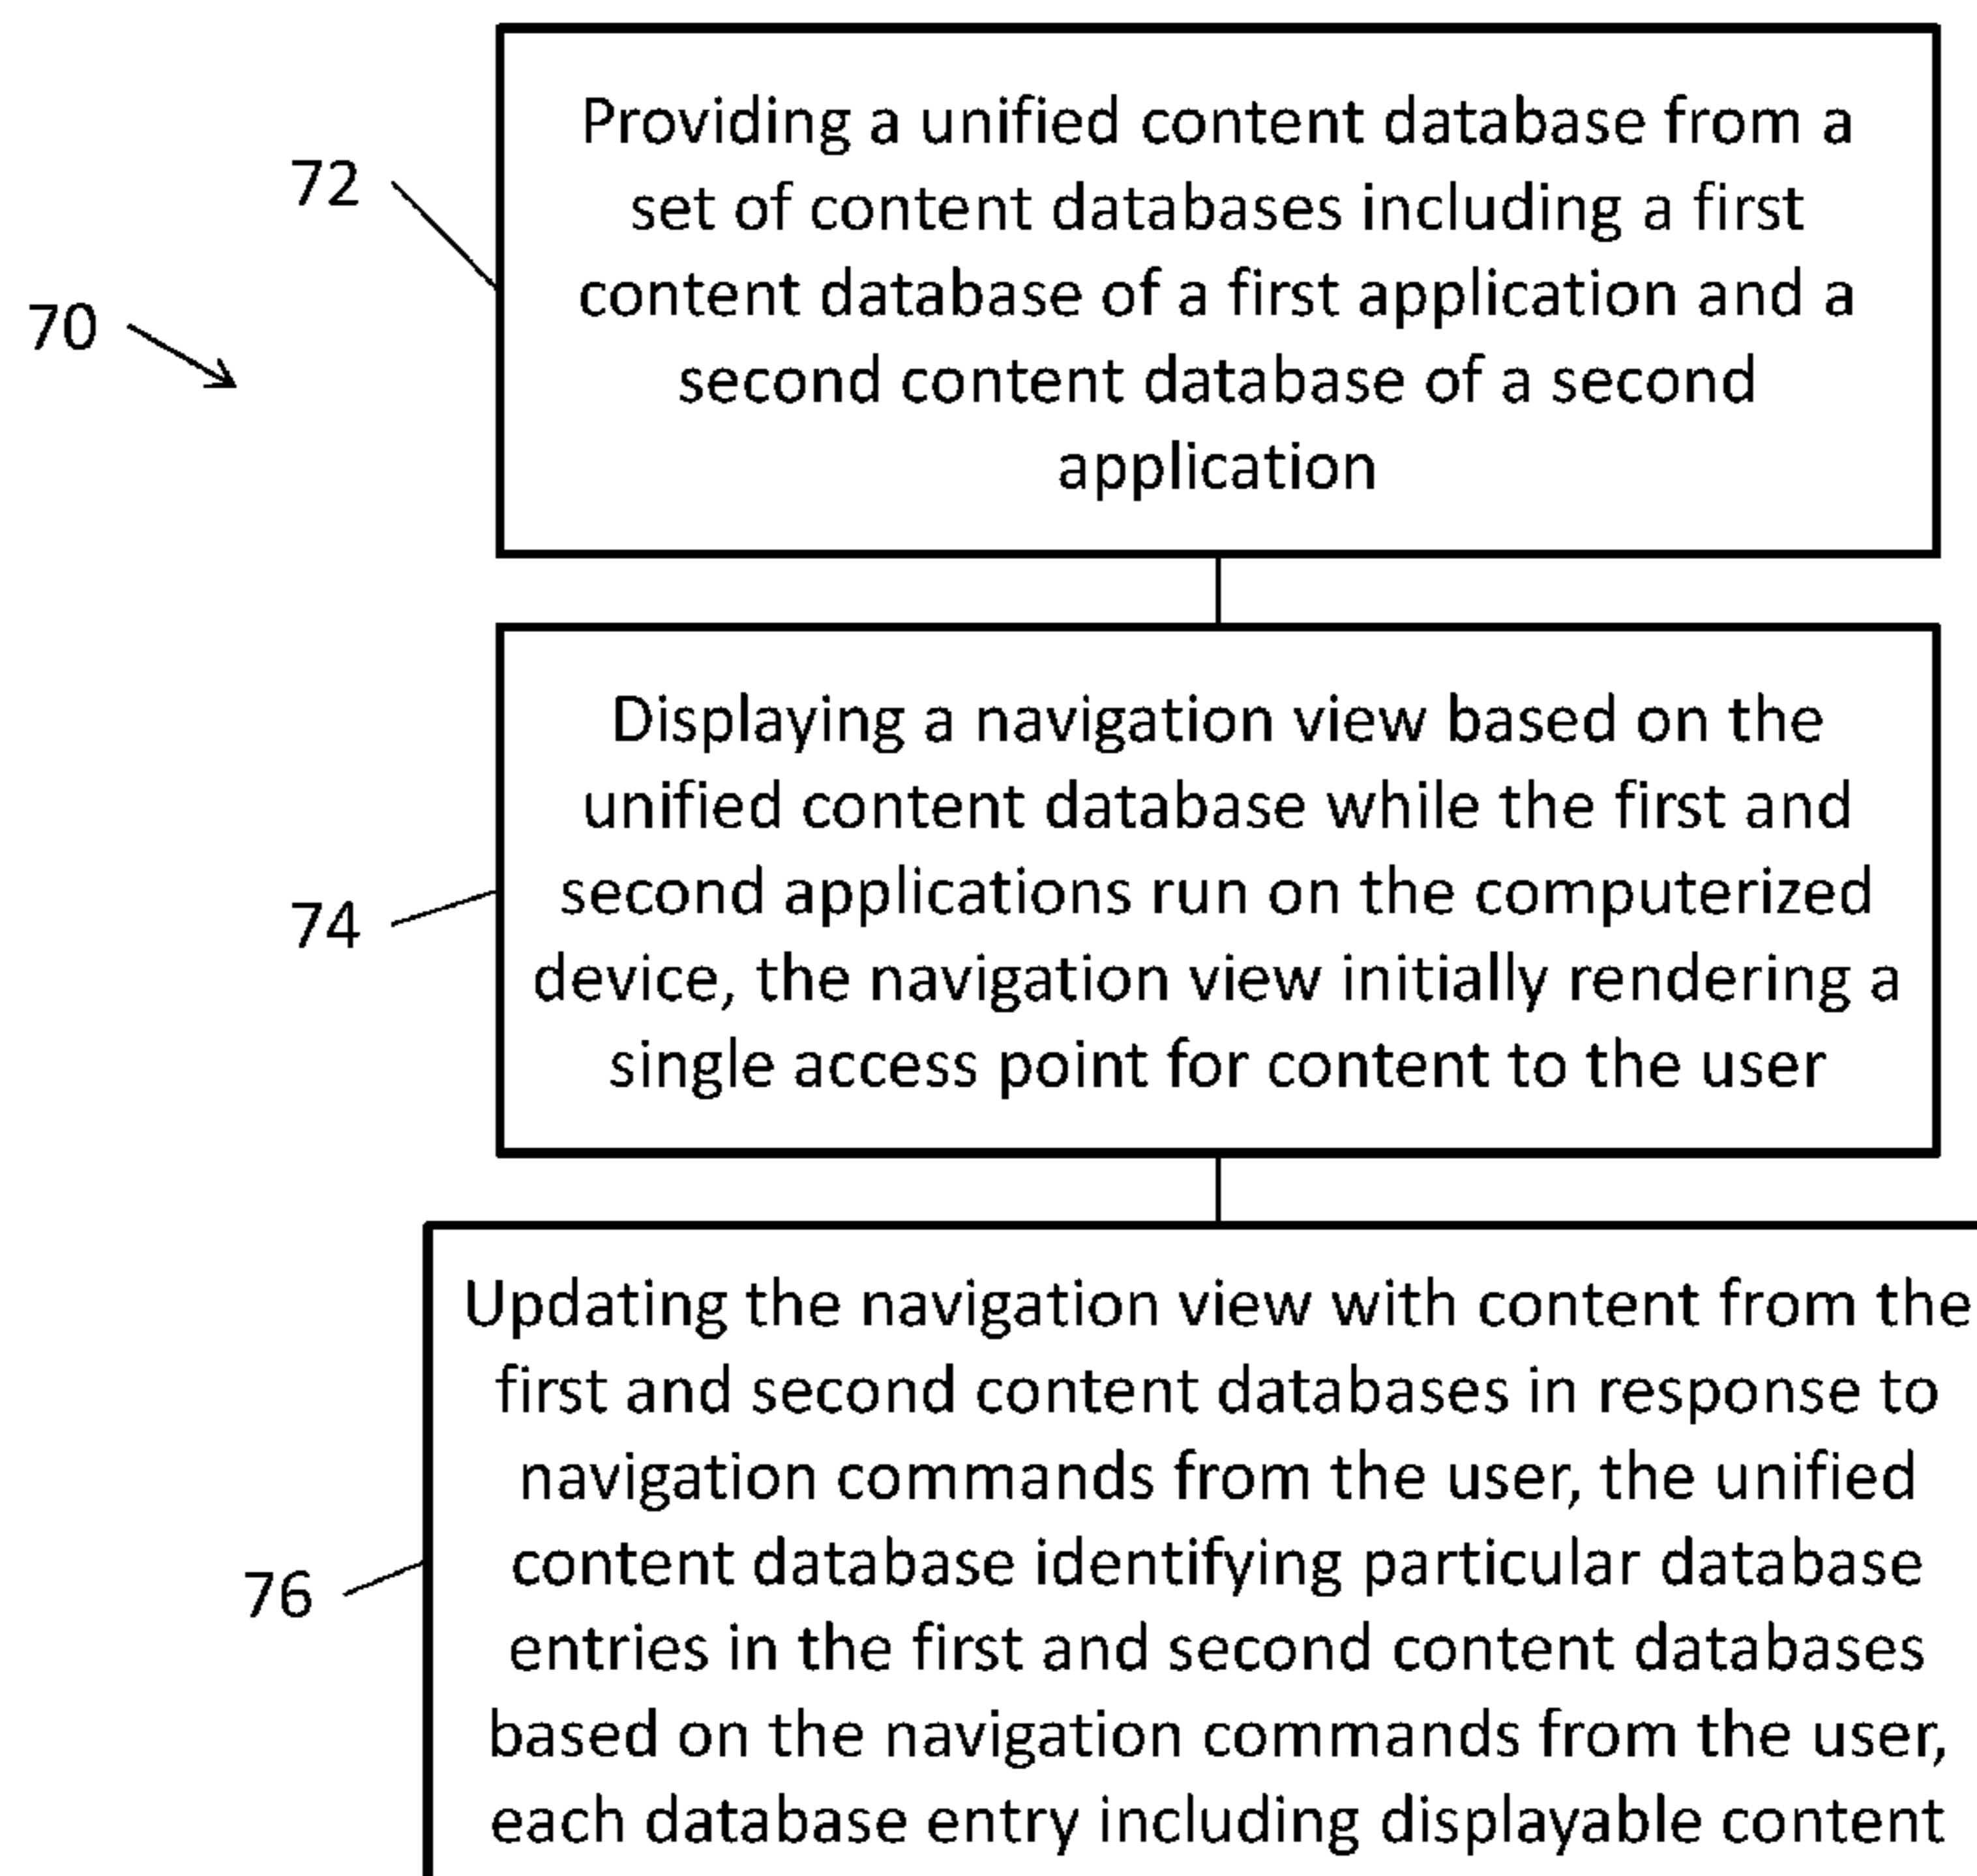 72
Providing a unified content database from a
set of content databases including a first
content database of a first application and a
second content database of a second
application
70
74
Displaying a navigation view based on the
unified content database while the first and
second applications run on the computerized
device, the navigation view initially rendering a
single access point for content to the user
76
Updating the navigation view with content from the
first and second content databases in response to
navigation commands from the user, the unified
content database identifying particular database
entries in the first and second content databases
based on the navigation commands from the user,
each database entry including displayable content